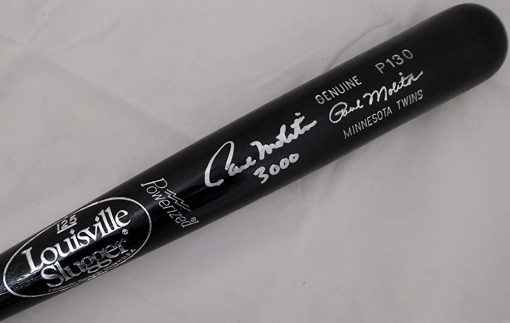 GENUINE P130
Paul Molitor
MINNESOTA TWINS
Paul Molitor
3000
Powerized
125
Louisville
Slugger